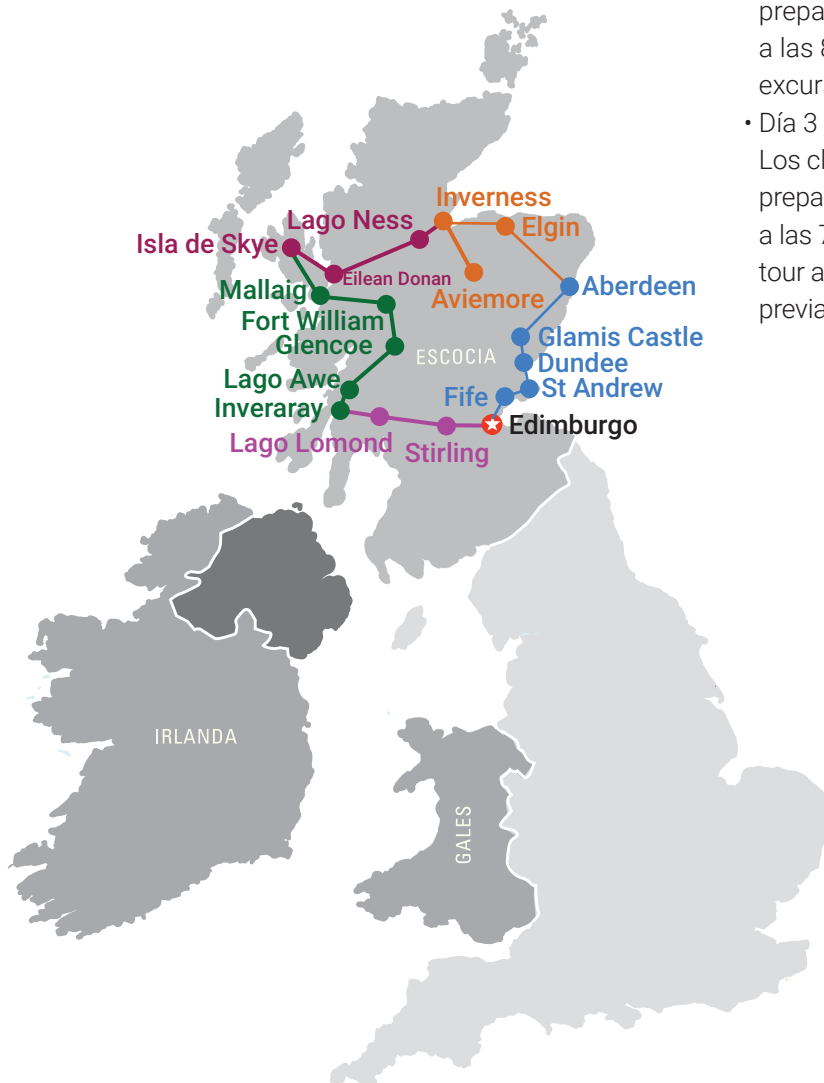 prepa
a las 8
excur
• Día 3
Los cl
prepa
a las 7
tour a
previa
Inverness
Lago Ness
Elgin
Isla de Skye
Eilean Donan
Mallaig
Aviemore
Aberdeen
Fort William
Glamis Castle
Glencoe
ESCOCIA
Dundee
Lago Awe
St Andrew
Fife
Inveraray
Edimburgo
Lago Lomond
Stirling
IRLANDA
GALES